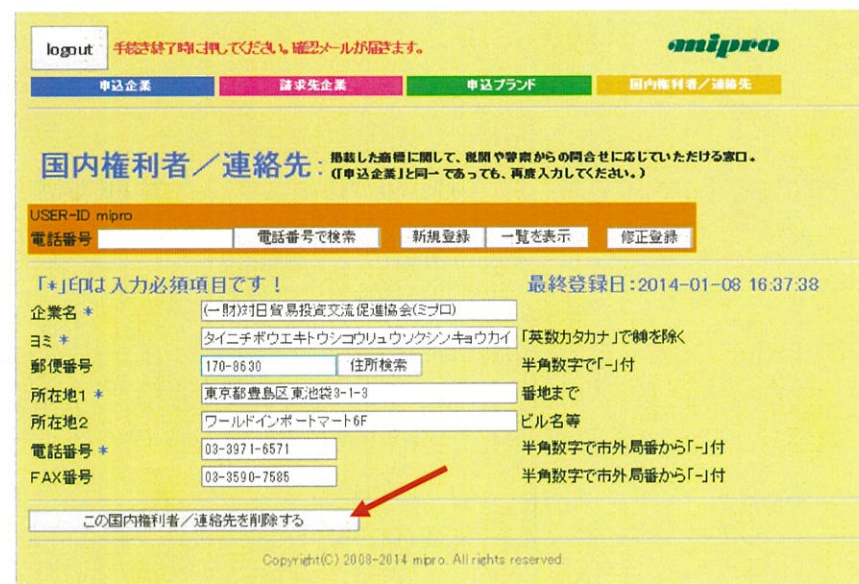 logout 手続き終了時に押してください。確認メールが届きます。 mipro
申込企業 請求先企業 申込ブランド 国内権利者／連絡先
国内権利者／連絡先：掲載した商標に関して、税関や警察からの問合せに応じていただける窓口。
(「申込企業」と同一であっても、再度入力してください。)
USER-ID mipro
電話番号 電話番号で検索 新規登録 一覧を表示 修正登録
「*」印は入力必須項目です！ 最終登録日：2014-01-08 16:37:38
企業名 * (一財)対日貿易投資交流促進協会(ミプロ)
ヨミ * タイニチボウエキトウシコウリュウソクシンキョウカイ 「英数カタカナ」で㈱を除く
郵便番号 170-8630 住所検索 半角数字で「-」付
所在地1 * 東京都豊島区東池袋3-1-3 番地まで
所在地2 ワールドインポートマート6F ビル名等
電話番号 * 03-3971-6571 半角数字で市外局番から「-」付
FAX番号 03-3590-7585 半角数字で市外局番から「-」付
この国内権利者／連絡先を削除する
Copyright(C) 2008-2014 mipro. All rights reserved.